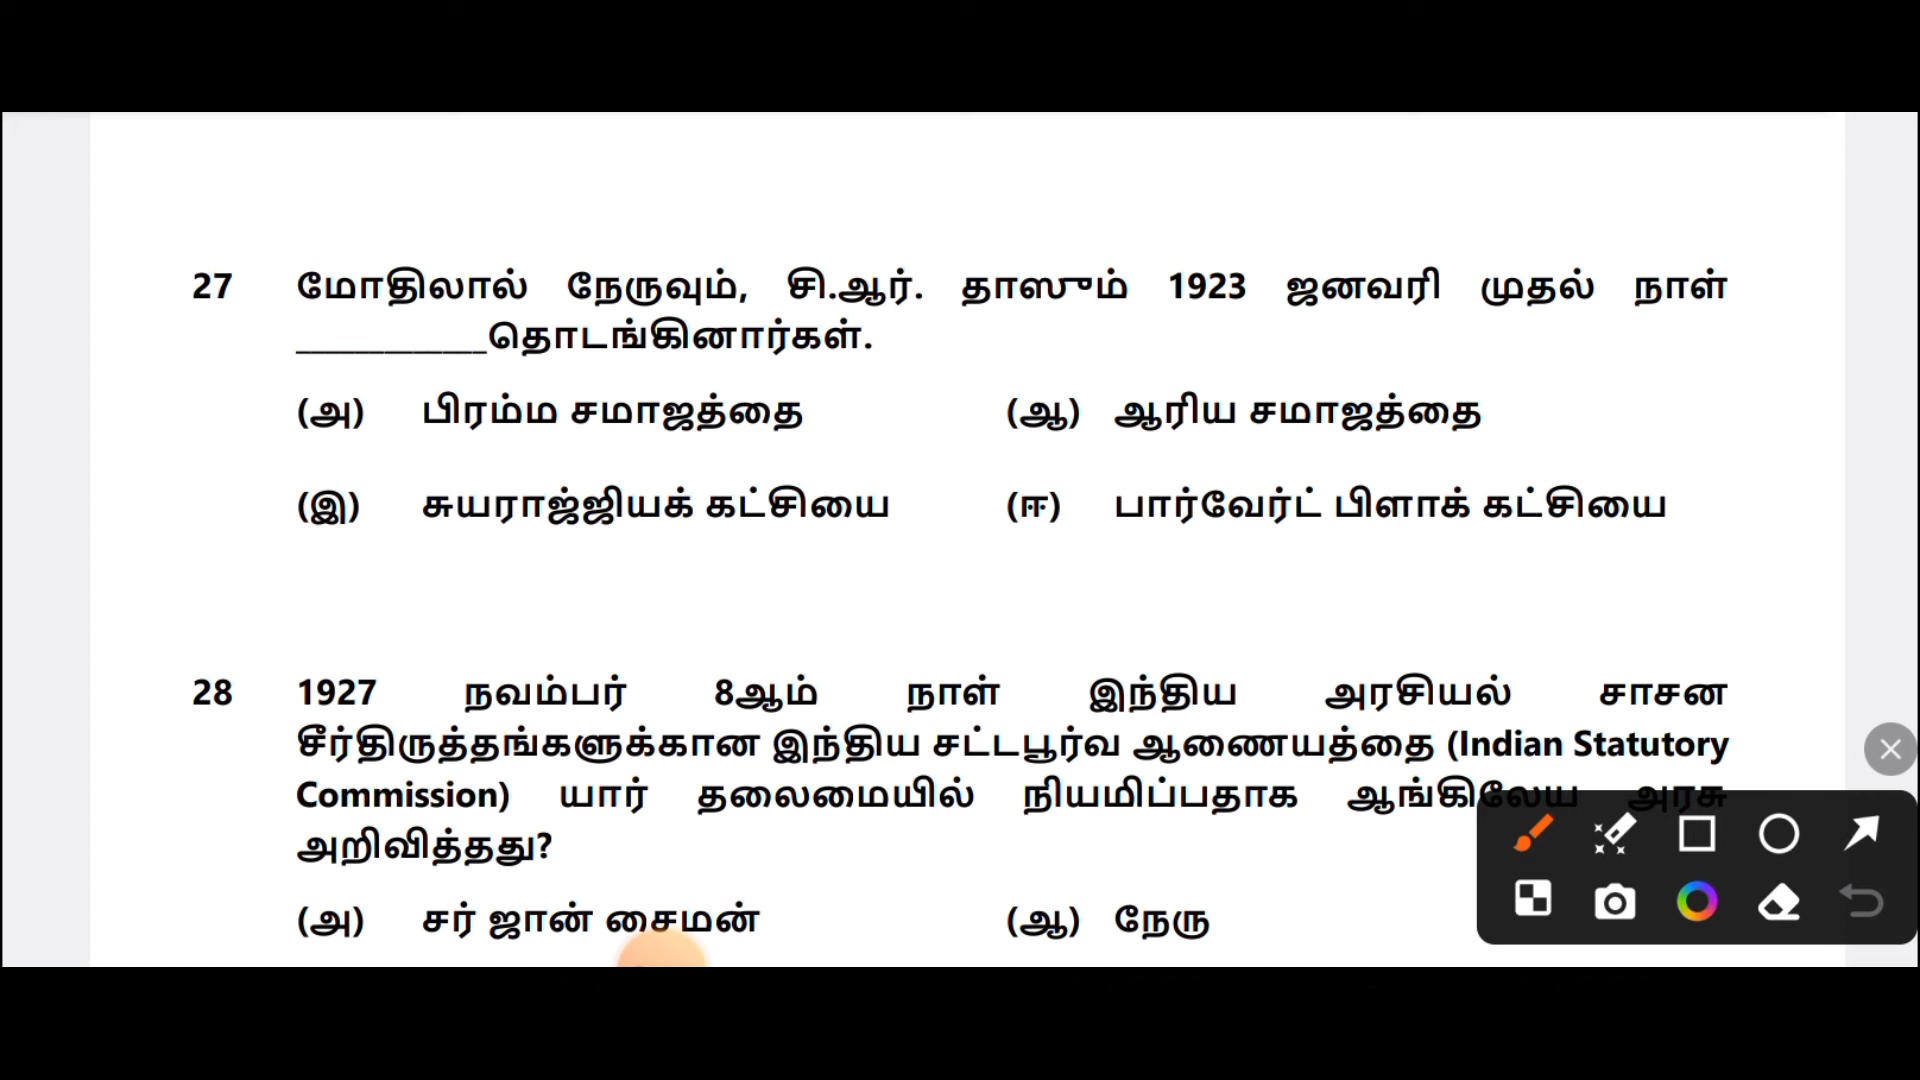 27 மோதிலால் நேருவும், சி.ஆர். தாஸும் 1923 ஜனவரி முதல் நாள்
_____________தொடங்கினார்கள்.
(அ) பிரம்ம சமாஜத்தை (ஆ) ஆரிய சமாஜத்தை
(இ) சுயராஜ்ஜியக் கட்சியை (ஈ) பார்வேர்ட் பிளாக் கட்சியை
28 1927 நவம்பர் 8ஆம் நாள் இந்திய அரசியல் சாசன
சீர்திருத்தங்களுக்கான இந்திய சட்டபூர்வ ஆணையத்தை (Indian Statutory
Commission) யார் தலைமையில் நியமிப்பதாக ஆங்கிலேய அரசு
அறிவித்தது?
(அ) சர் ஜான் சைமன் (ஆ) நேரு